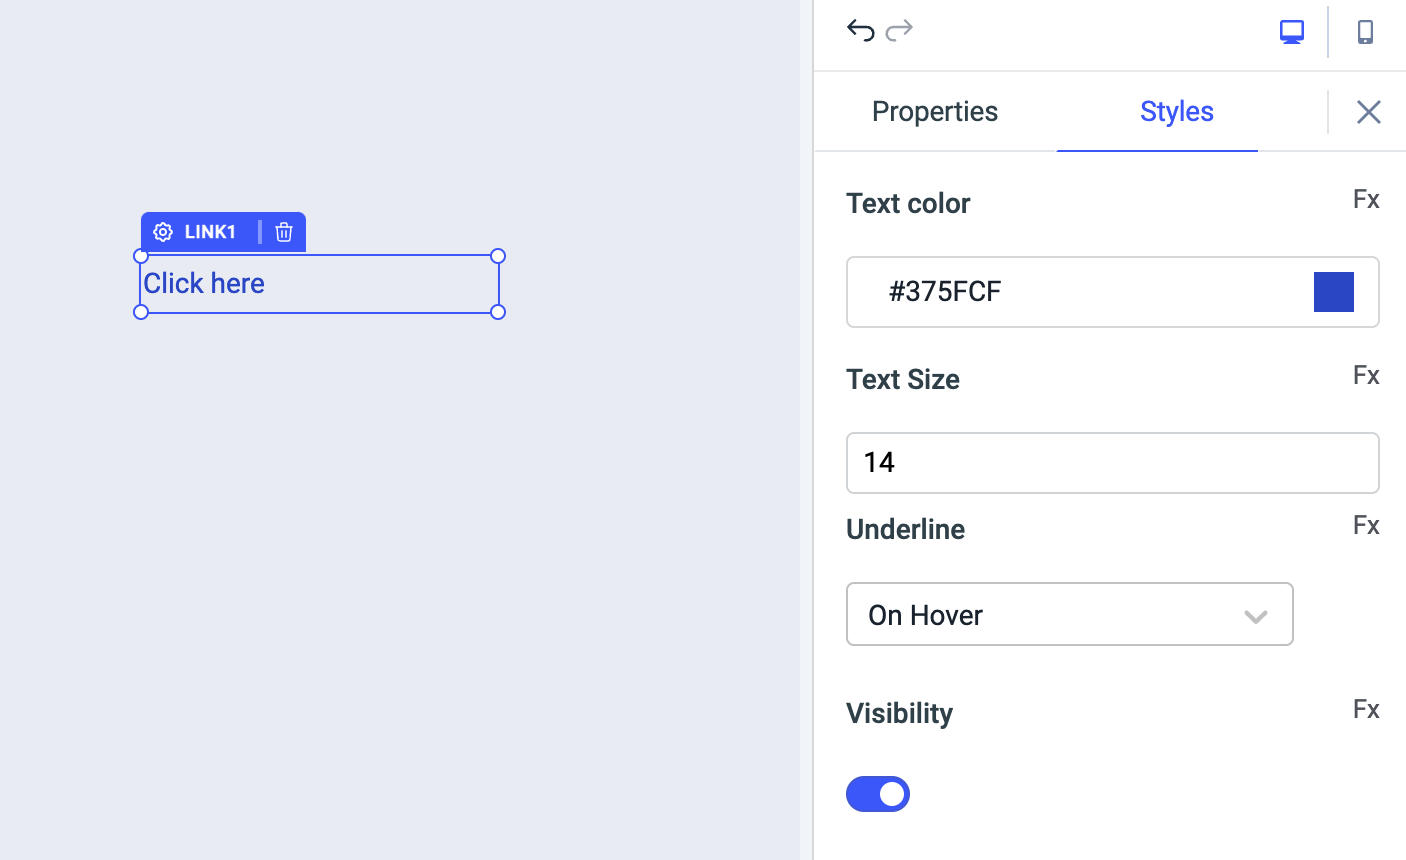 Properties
Styles
LINK1
Click here
Text color
Fx
#375FCF
Text Size
Fx
14
Underline
Fx
On Hover
Visibility
Fx